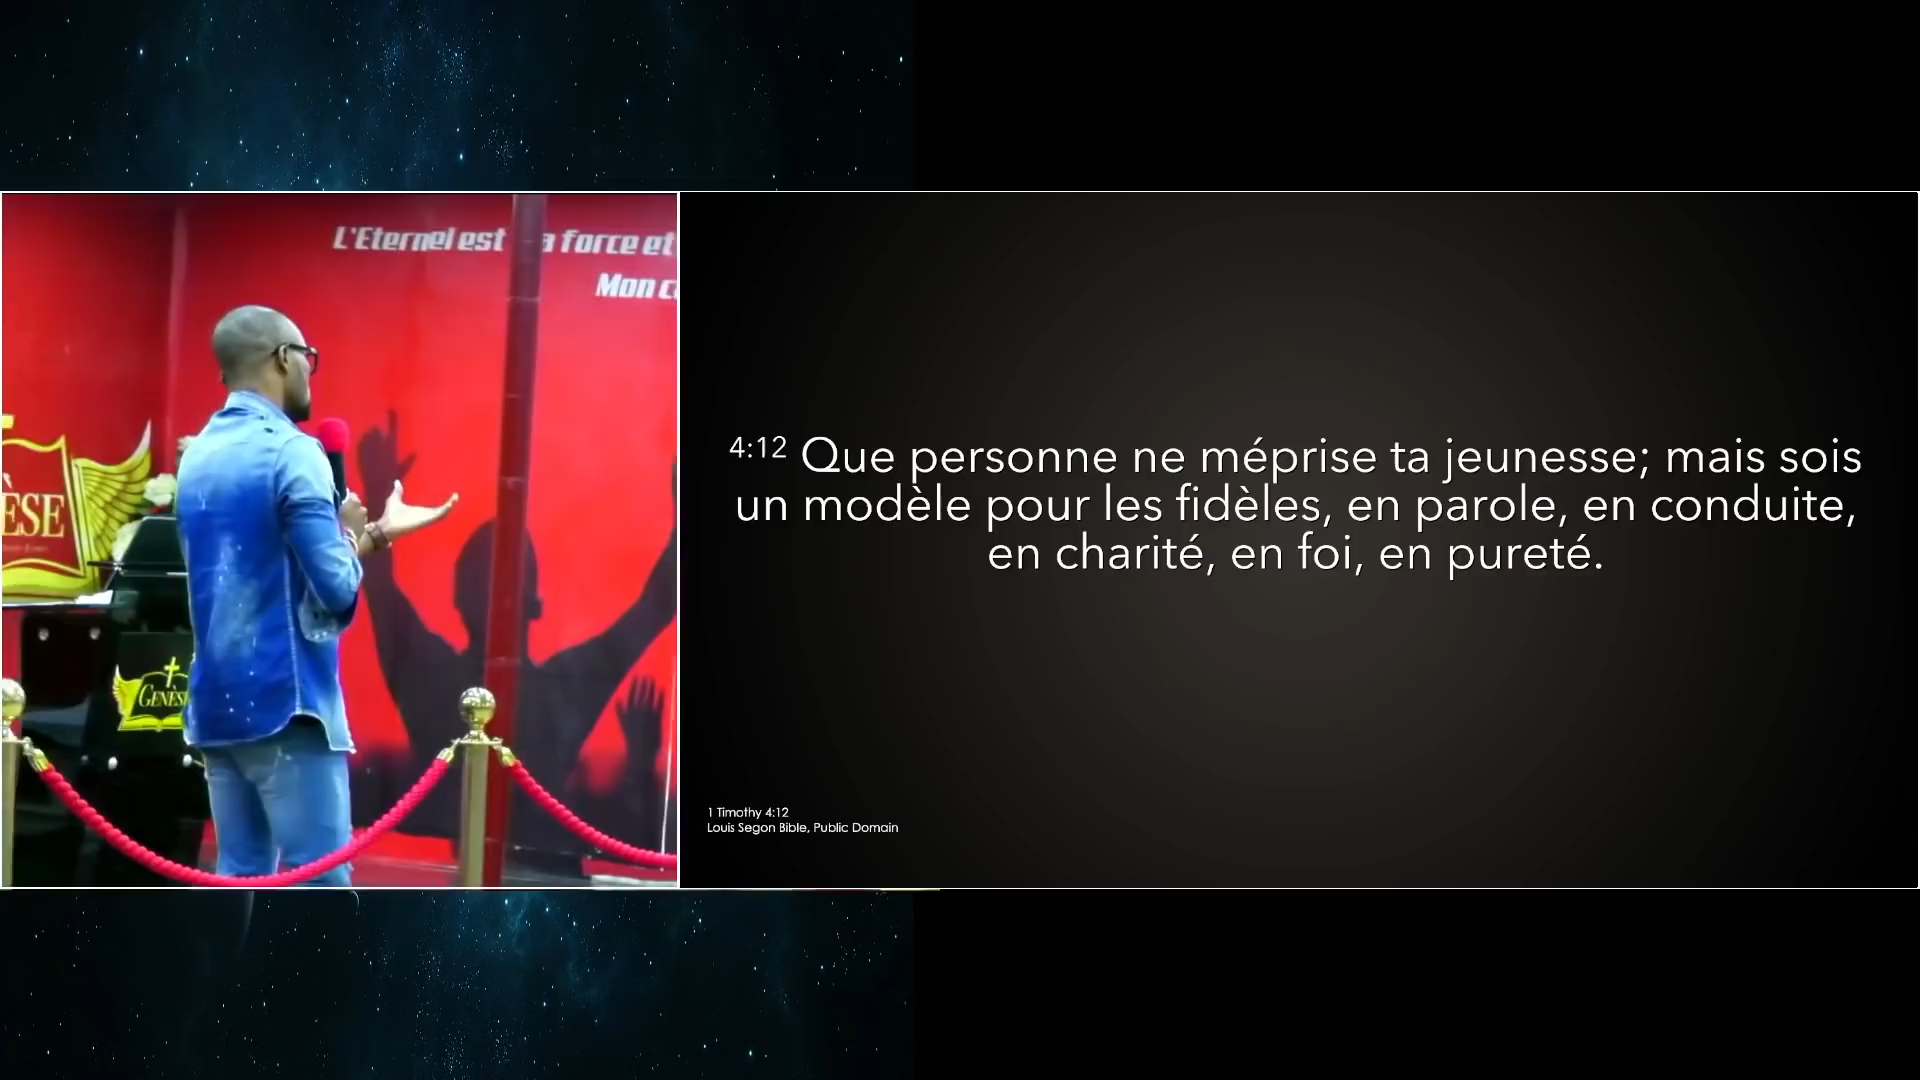 L'Eternel est a force et
Mon
ÈSE
GENÈS
4:12 Que personne ne méprise ta jeunesse; mais sois
un modèle pour les fidèles, en parole, en conduite,
en charité, en foi, en pureté.
1 Timothy 4:12
Louis Segon Bible, Public Domain